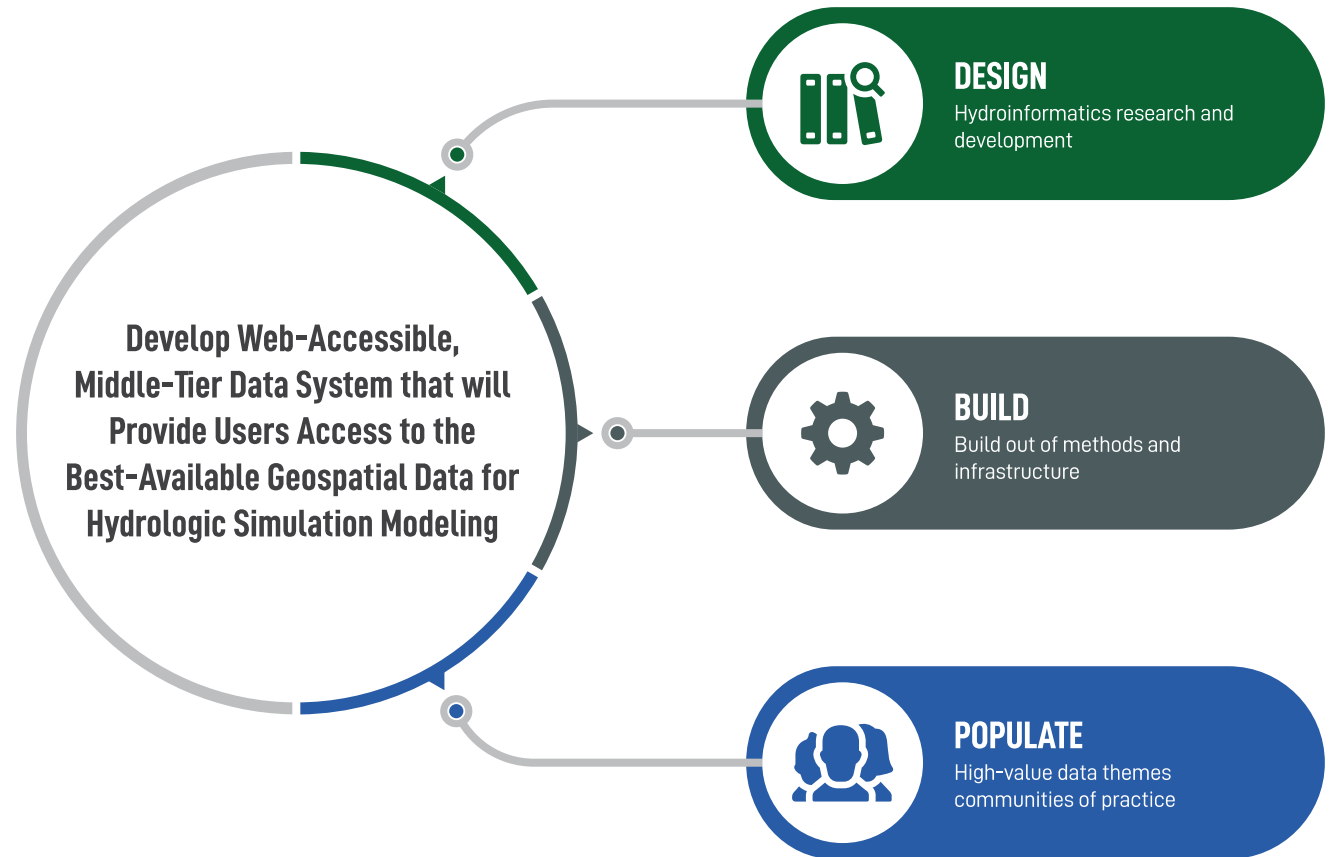 Develop Web-Accessible,
Middle-Tier Data System that will
Provide Users Access to the
Best-Available Geospatial Data for
Hydrologic Simulation Modeling
DESIGN
Hydroinformatics research and
development
BUILD
Build out of methods and
infrastructure
POPULATE
High-value data themes
communities of practice